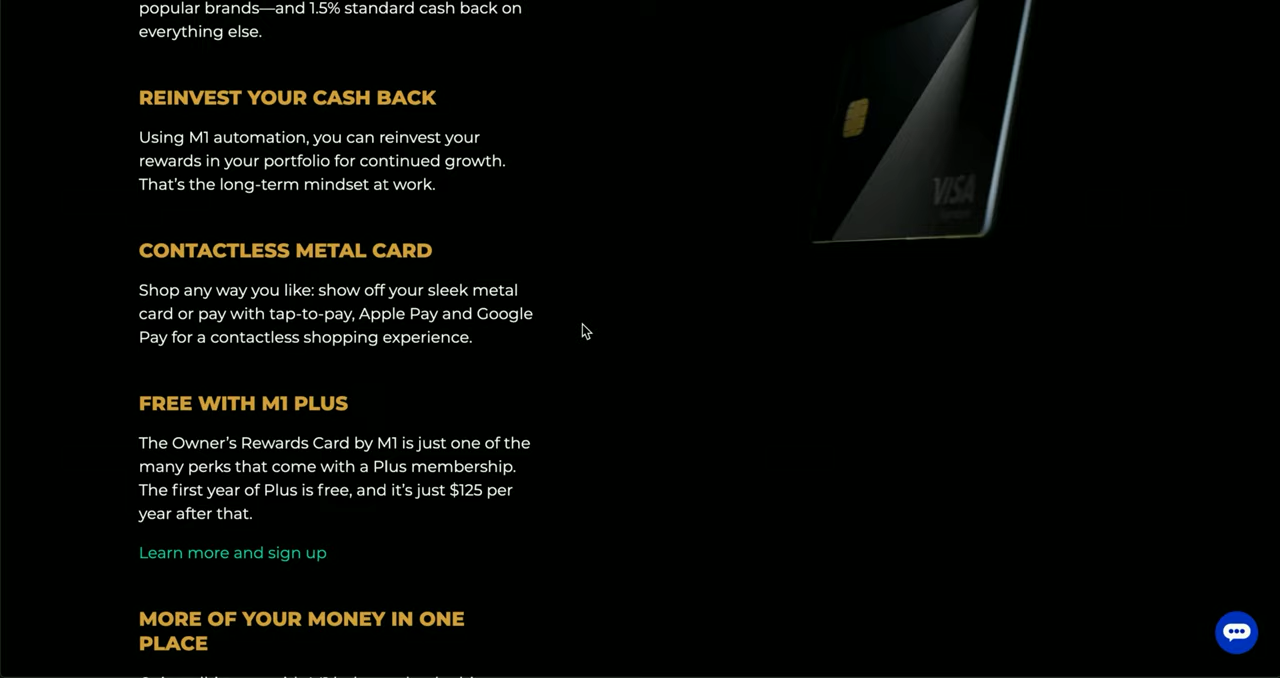 popular brands—and 1.5% standard cash back on
everything else.
REINVEST YOUR CASH BACK
Using M1 automation, you can reinvest your
rewards in your portfolio for continued growth.
That’s the long-term mindset at work.
CONTACTLESS METAL CARD
Shop any way you like: show off your sleek metal
card or pay with tap-to-pay, Apple Pay and Google
Pay for a contactless shopping experience.
FREE WITH M1 PLUS
The Owner’s Rewards Card by M1 is just one of the
many perks that come with a Plus membership.
The first year of Plus is free, and it’s just $125 per
year after that.
Learn more and sign up
MORE OF YOUR MONEY IN ONE
PLACE
VISA